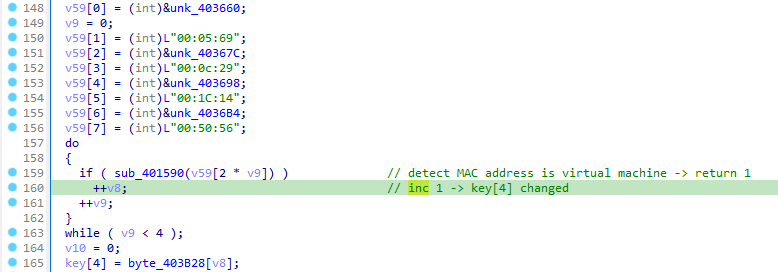 148 v59[0] = (int)&unk_403660;
149 v9 = 0;
150 v59[1] = (int)L"00:05:69";
151 v59[2] = (int)&unk_40367C;
152 v59[3] = (int)L"00:0c:29";
153 v59[4] = (int)&unk_403698;
154 v59[5] = (int)L"00:1C:14";
155 v59[6] = (int)&unk_4036B4;
156 v59[7] = (int)L"00:50:56";
157 do
158 {
159 if ( sub_401590(v59[2 * v9]) ) // detect MAC address is virtual machine -> return 1
160 ++v8; // inc 1 -> key[4] changed
161 ++v9;
162 }
163 while ( v9 < 4 );
164 v10 = 0;
165 key[4] = byte_403B28[v8];